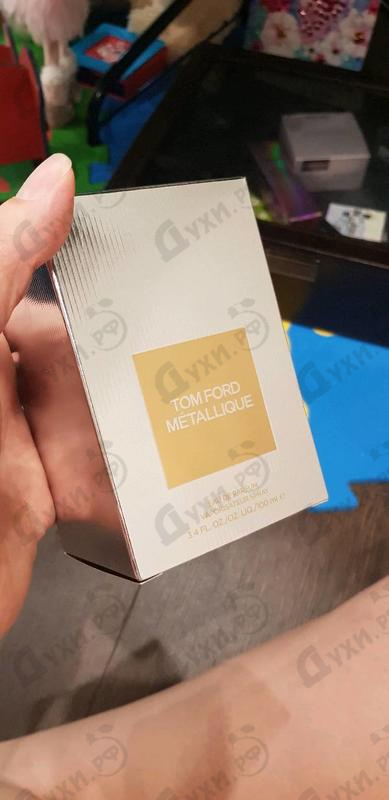 TOM FORD
MÉTALLIQUE
EAU DE PARFUM
VAPORISATEUR SPRAY
3.4 FL.OZ./OZ LIQ./100 ml ℮
Духи.РФ